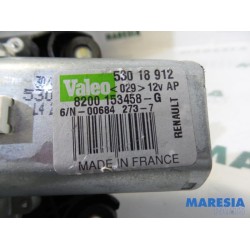 Valeo
530 18 912
<029> 12v AP
8200 153458-G
6/N-00684 273-7
RENAULT
MADE IN FRANCE
MARESIA